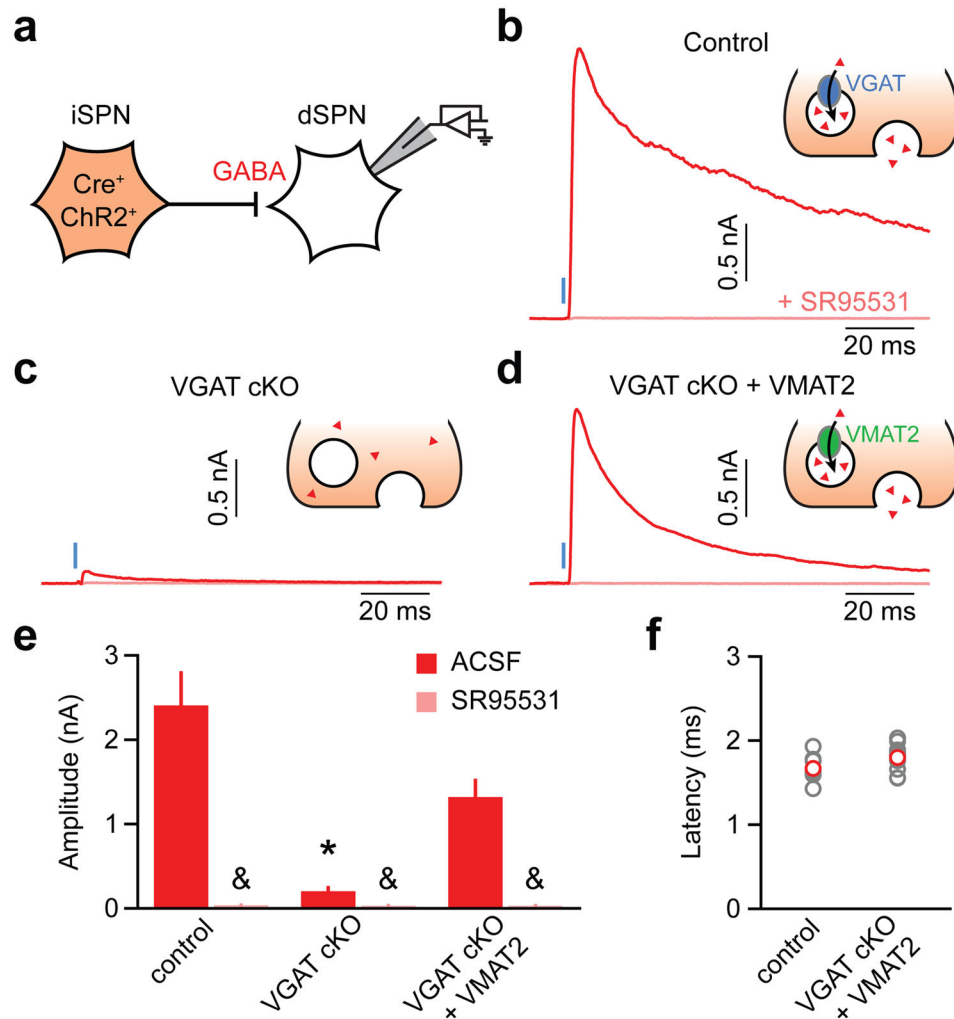 a
iSPN
dSPN
GABA
Cre⁺
ChR2⁺
b
Control
VGAT
0.5 nA
+ SR95531
20 ms
c
VGAT cKO
0.5 nA
20 ms
d
VGAT cKO + VMAT2
VMAT2
0.5 nA
20 ms
e
Amplitude (nA)
3
2
1
0
ACSF
SR95531
&
*
&
&
control
VGAT cKO
VGAT cKO
+ VMAT2
f
Latency (ms)
3
2
1
0
control
VGAT cKO
+ VMAT2